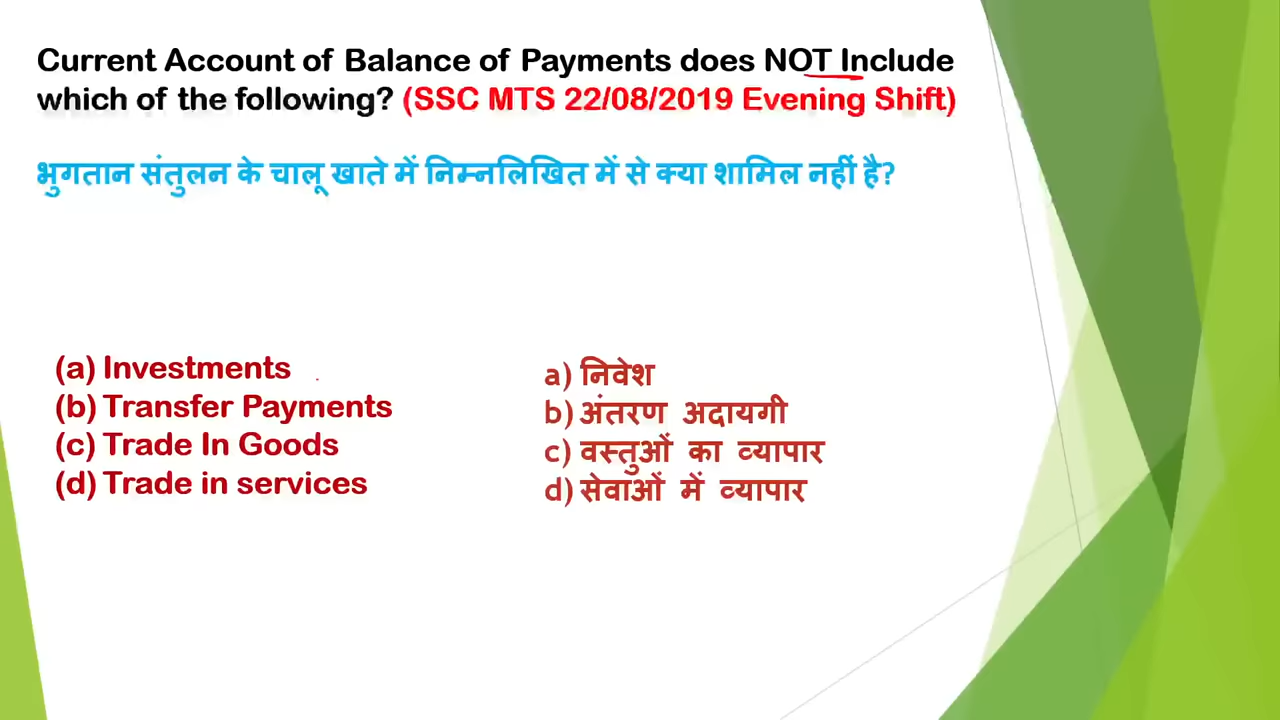 Current Account of Balance of Payments does NOT Include
which of the following? (SSC MTS 22/08/2019 Evening Shift)
भुगतान संतुलन के चालू खाते में निम्नलिखित में से क्या शामिल नहीं है?
(a) Investments
(b) Transfer Payments
(c) Trade In Goods
(d) Trade in services
a) निवेश
b) अंतरण अदायगी
c) वस्तुओं का व्यापार
d) सेवाओं में व्यापार